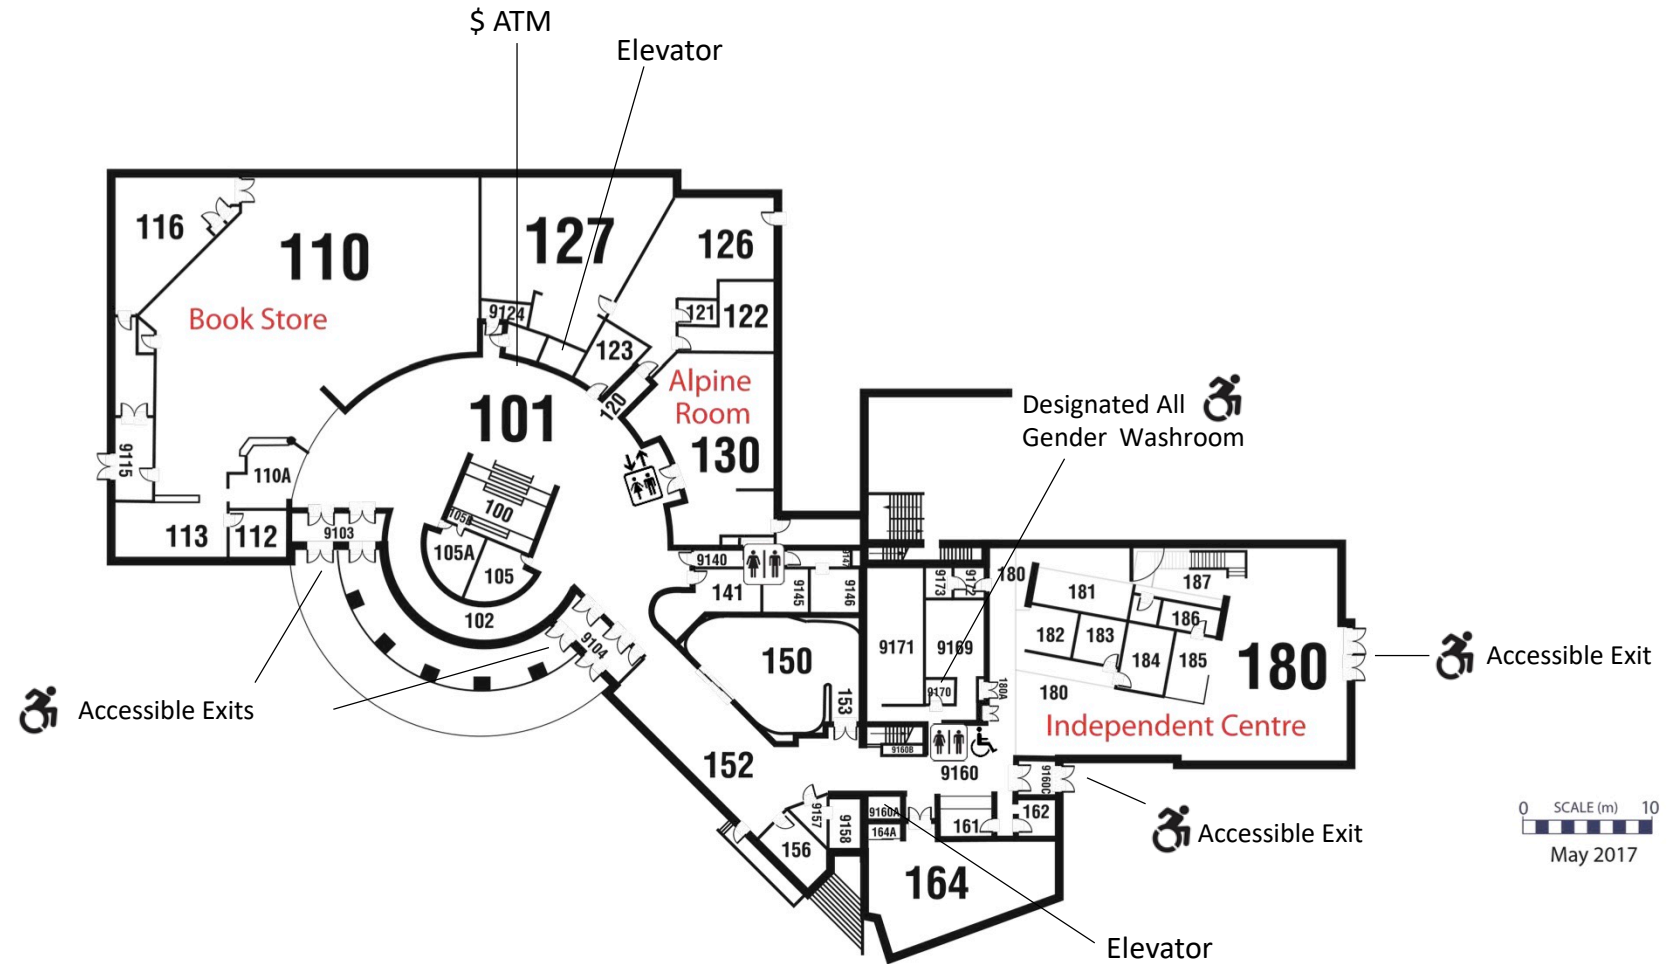 $ ATM
Elevator
116
110
Book Store
127
126
9124
121
122
123
Alpine
Room
120
130
101
Designated All
Gender Washroom
9115
110A
100
105B
113
112
9103
105A
105
102
9104
9140
9147
141
9145
9146
150
153
9171
9173
9172
9169
9170
180
181
187
186
182
183
184
185
180
180A
180
Independent Centre
Accessible Exit
Accessible Exits
152
9160B
9160
9160C
9157
9158
156
9160A
164A
161
162
164
Accessible Exit
Elevator
0 SCALE (m) 10
May 2017